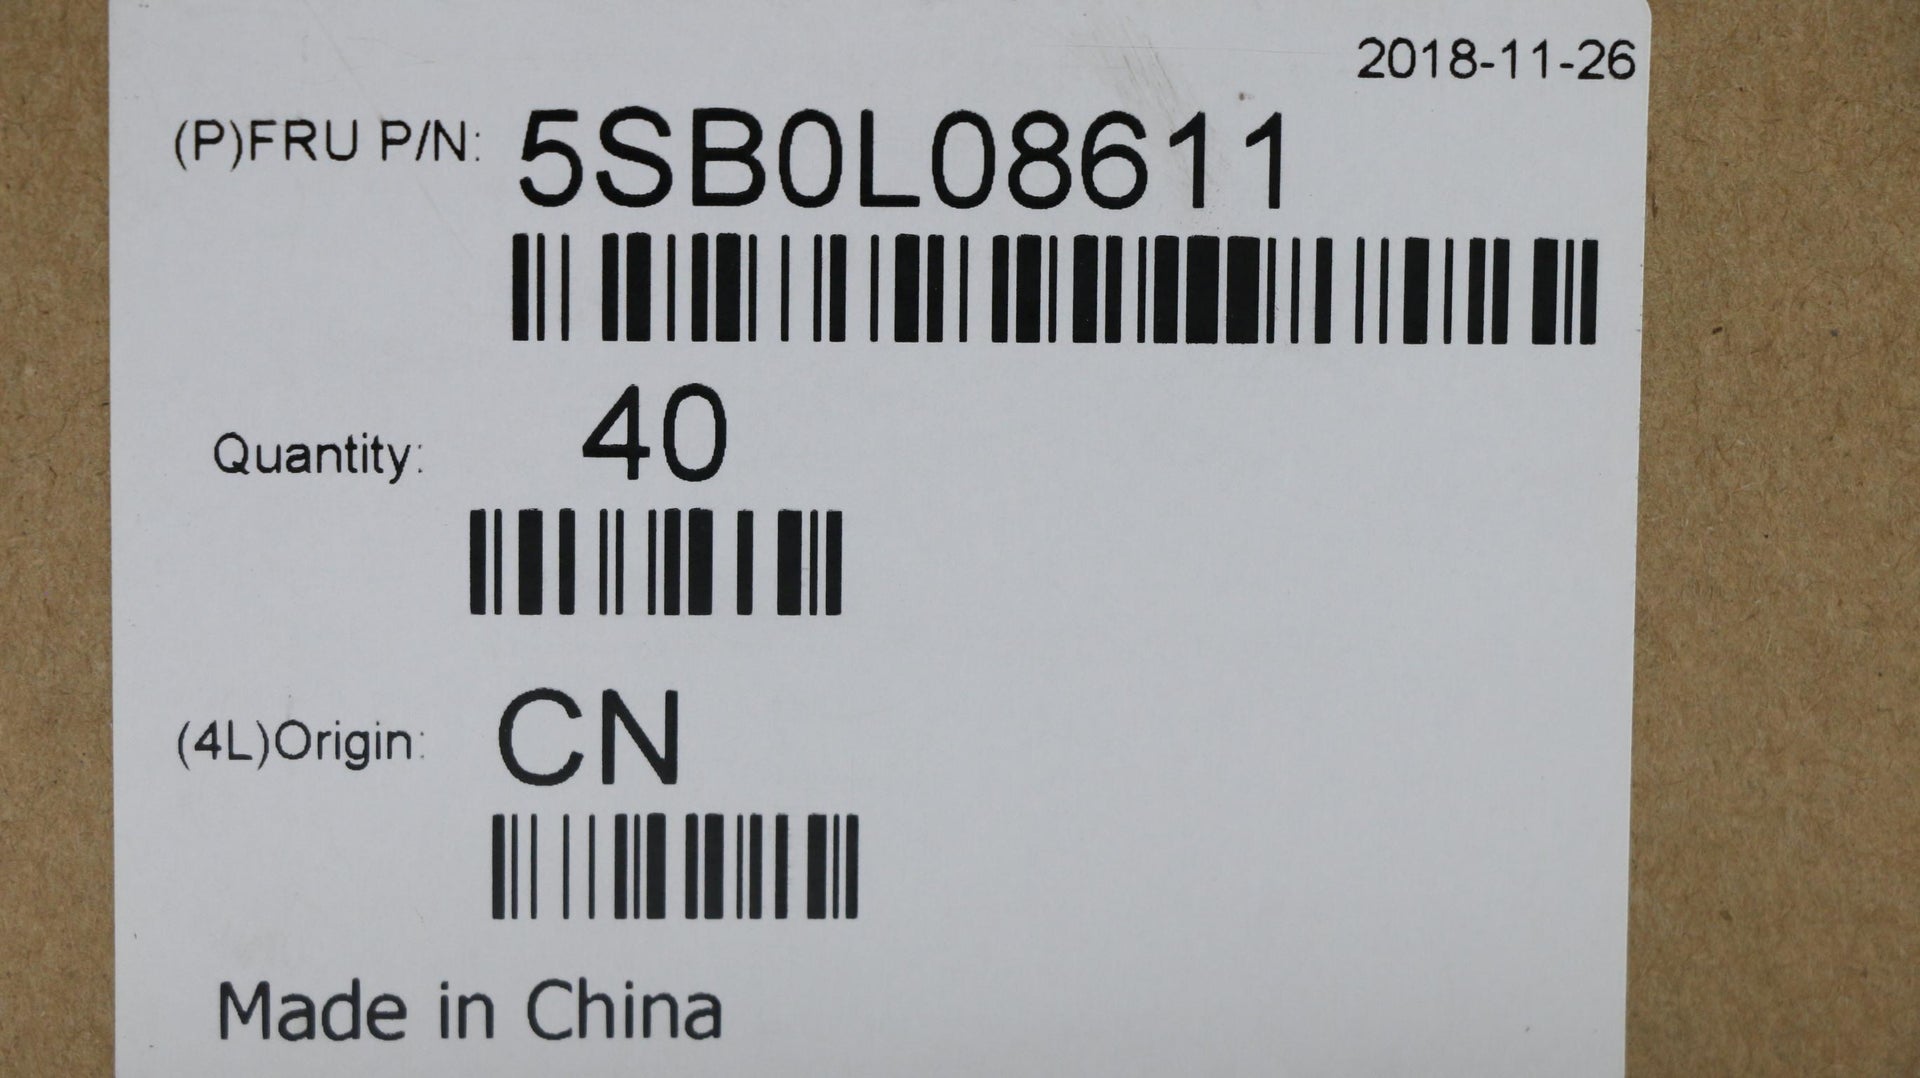 2018-11-26
(P)FRU P/N: 5SB0L08611
Quantity: 40
(4L)Origin: CN
Made in China